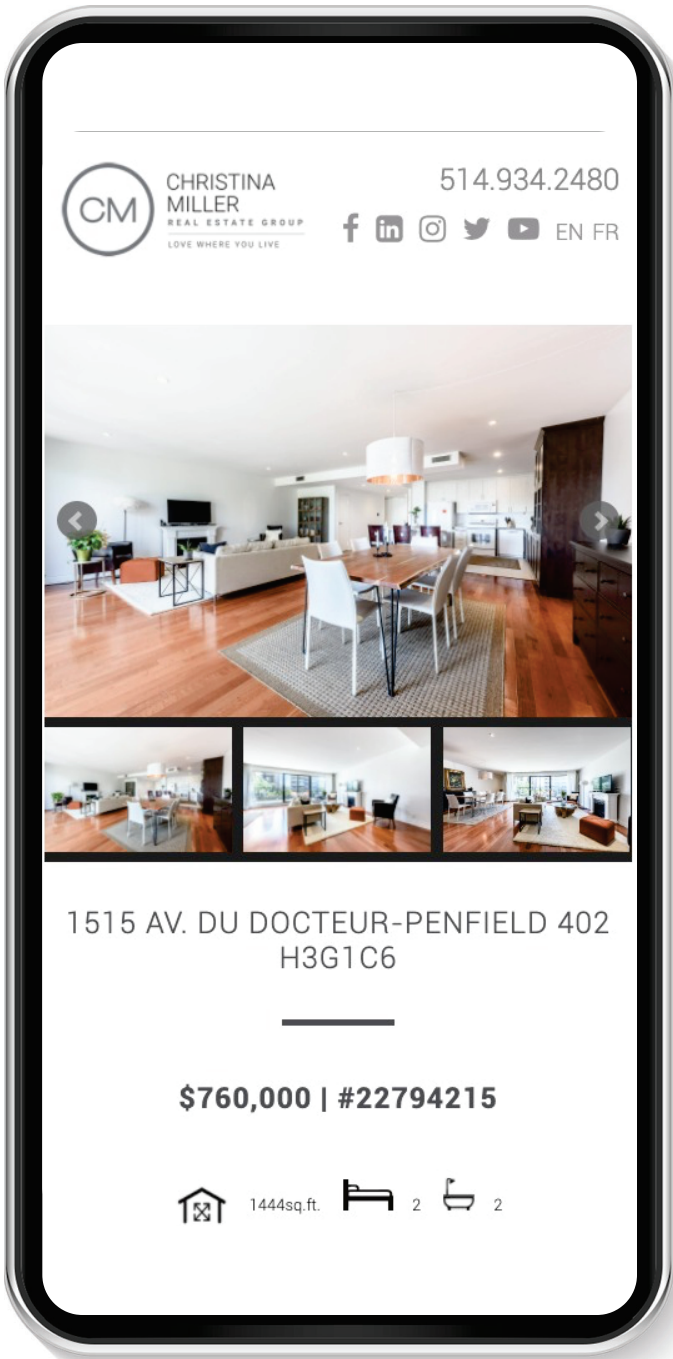 CM
CHRISTINA
MILLER
REAL ESTATE GROUP
LOVE WHERE YOU LIVE
514.934.2480
in
EN FR
1515 AV. DU DOCTEUR-PENFIELD 402
H3G1C6
$760,000 | #22794215
1444sq.ft. 2 2